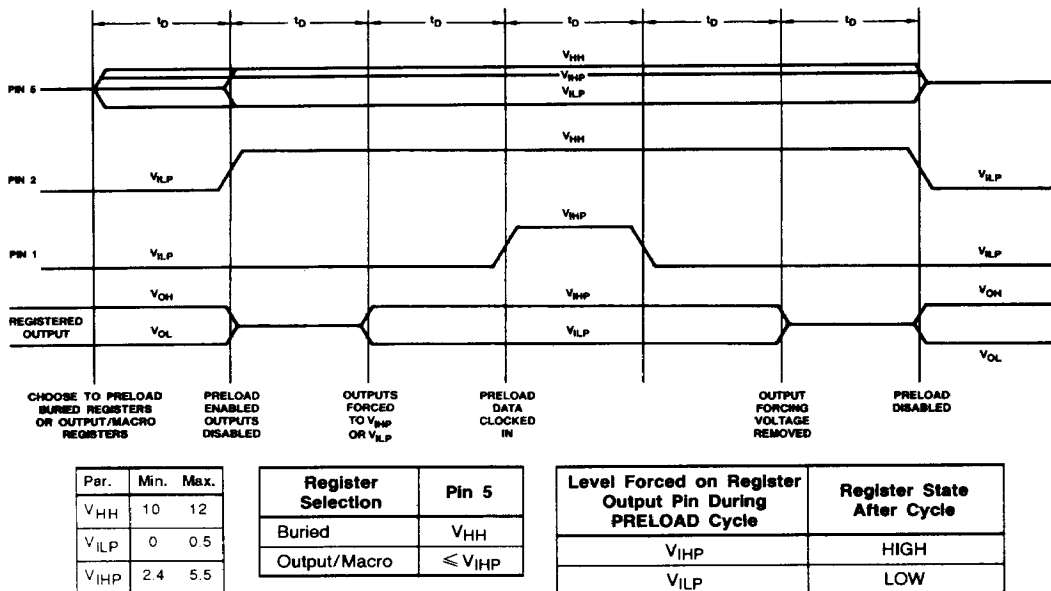 tD tD tD tD tD tD
VHH
VIHP
PIN 5
VILP
VHH
PIN 2 VILP VILP
VIHP
PIN 1 VILP VILP
VOH VIHP VOH
REGISTERED
OUTPUT
VOL VILP VOL
CHOOSE TO PRELOAD
BURIED REGISTERS
OR OUTPUT/MACRO
REGISTERS
PRELOAD
ENABLED
OUTPUTS
DISABLED
OUTPUTS
FORCED
TO VIHP
OR VILP
PRELOAD
DATA
CLOCKED
IN
OUTPUT
FORCING
VOLTAGE
REMOVED
PRELOAD
DISABLED
Par. Min. Max.
VHH 10 12
VILP 0 0.5
VIHP 2.4 5.5
Register
Selection
Pin 5
Buried VHH
Output/Macro ≤ VIHP
Level Forced on Register
Output Pin During
PRELOAD Cycle
Register State
After Cycle
VIHP HIGH
VILP LOW